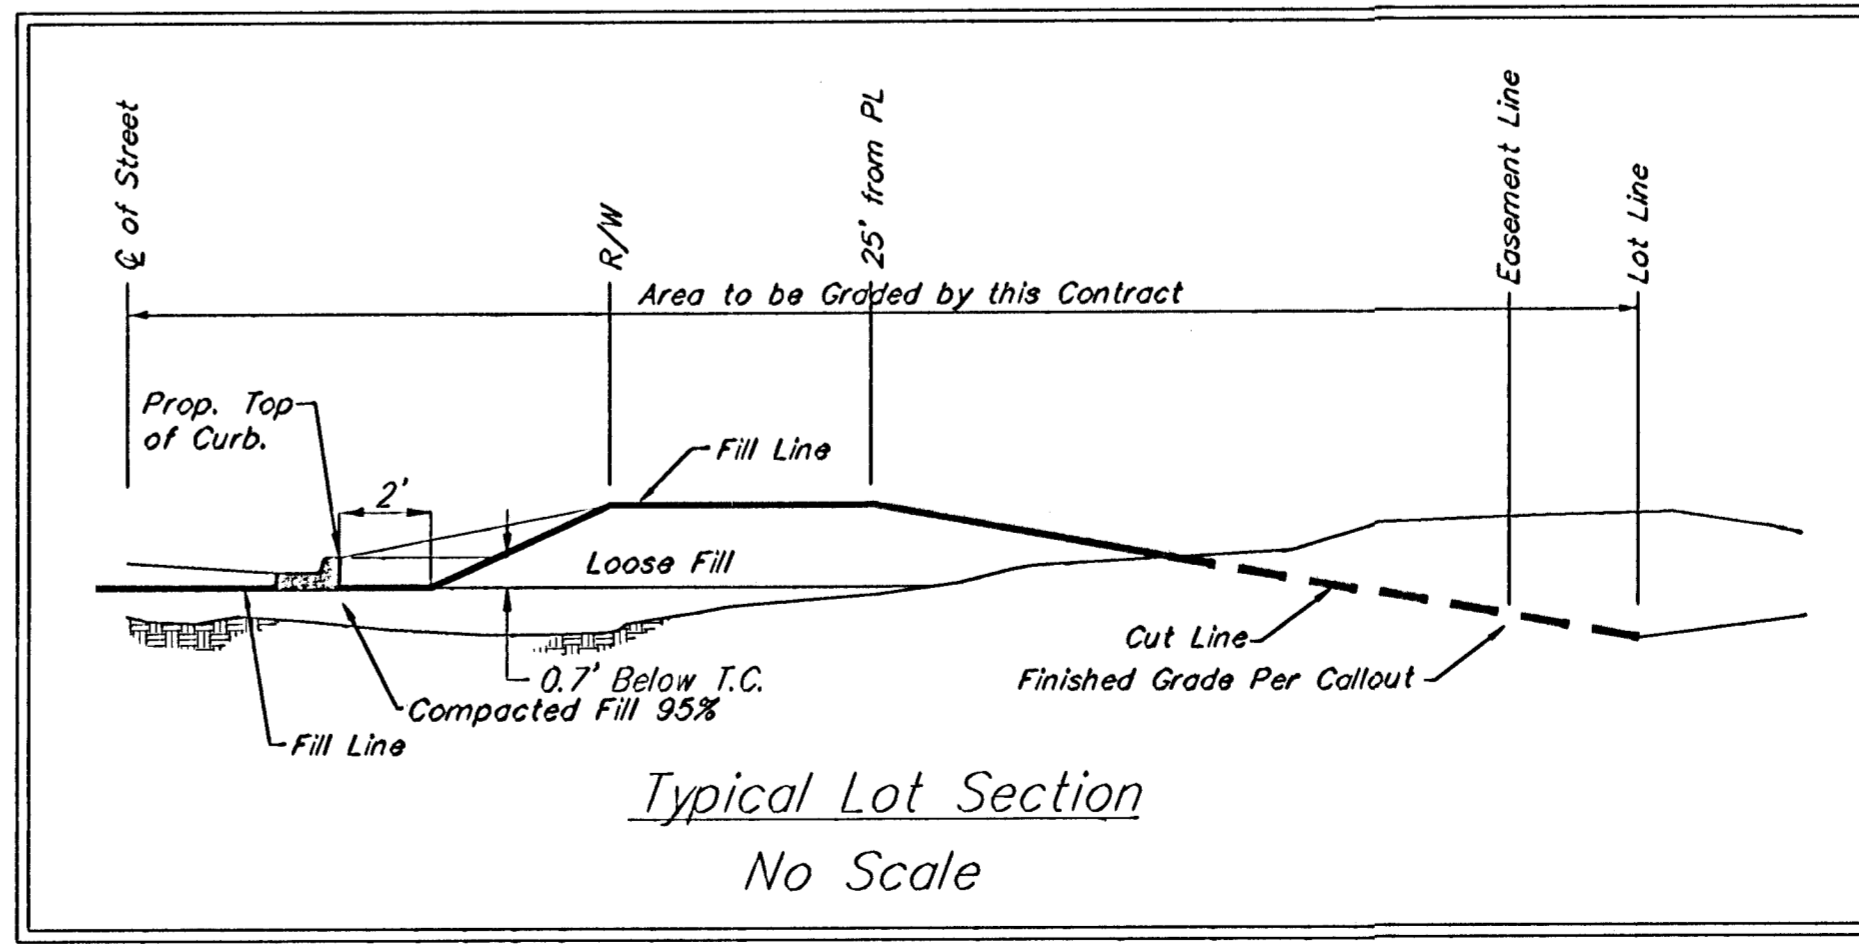 ℄ of Street
R/W
25' from PL
Easement Line
Lot Line
Area to be Graded by this Contract
Prop. Top
of Curb.
2'
Fill Line
Loose Fill
0.7' Below T.C.
Compacted Fill 95%
Fill Line
Cut Line
Finished Grade Per Callout
Typical Lot Section
No Scale